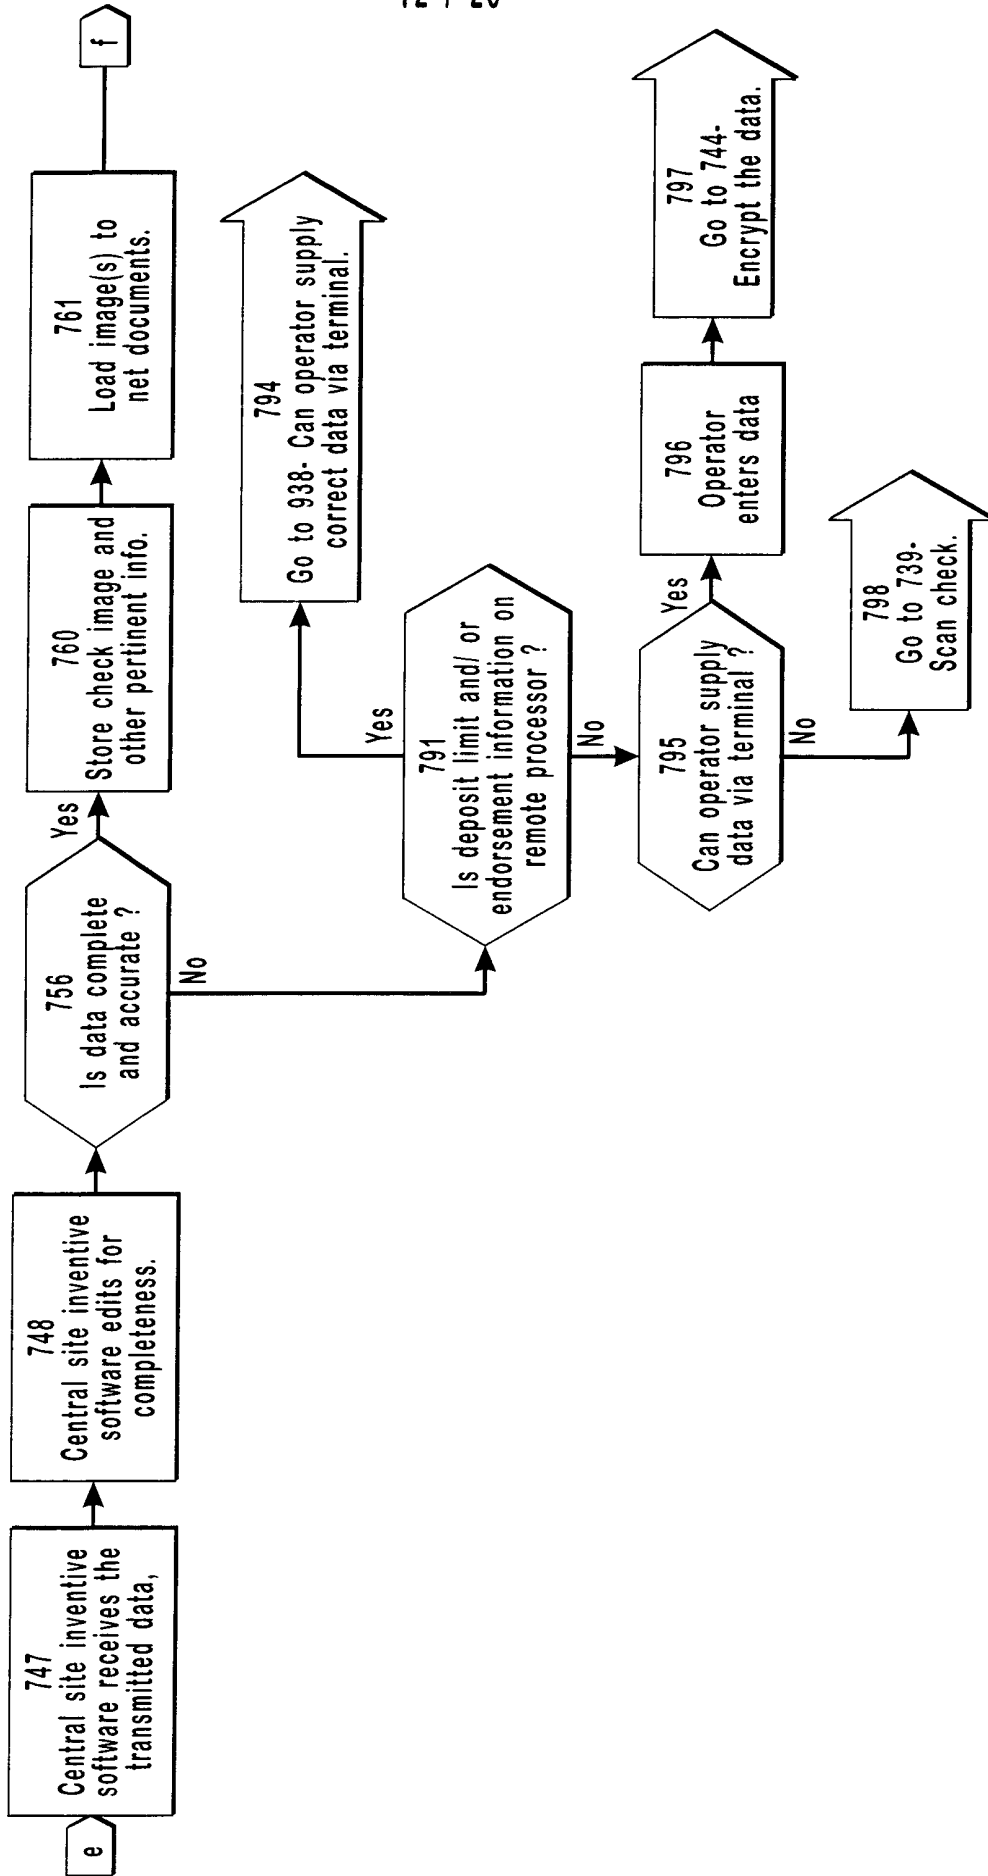 e
747
Central site inventive
software receives the
transmitted data,
748
Central site inventive
software edits for
completeness.
756
Is data complete
and accurate ?
Yes
No
760
Store check image and
other pertinent info.
761
Load image(s) to
net documents.
f
791
Is deposit limit and/ or
endorsement information on
remote processor ?
Yes
No
794
Go to 938- Can operator supply
correct data via terminal.
795
Can operator supply
data via terminal ?
Yes
No
796
Operator
enters data
797
Go to 744-
Encrypt the data.
798
Go to 739-
Scan check.